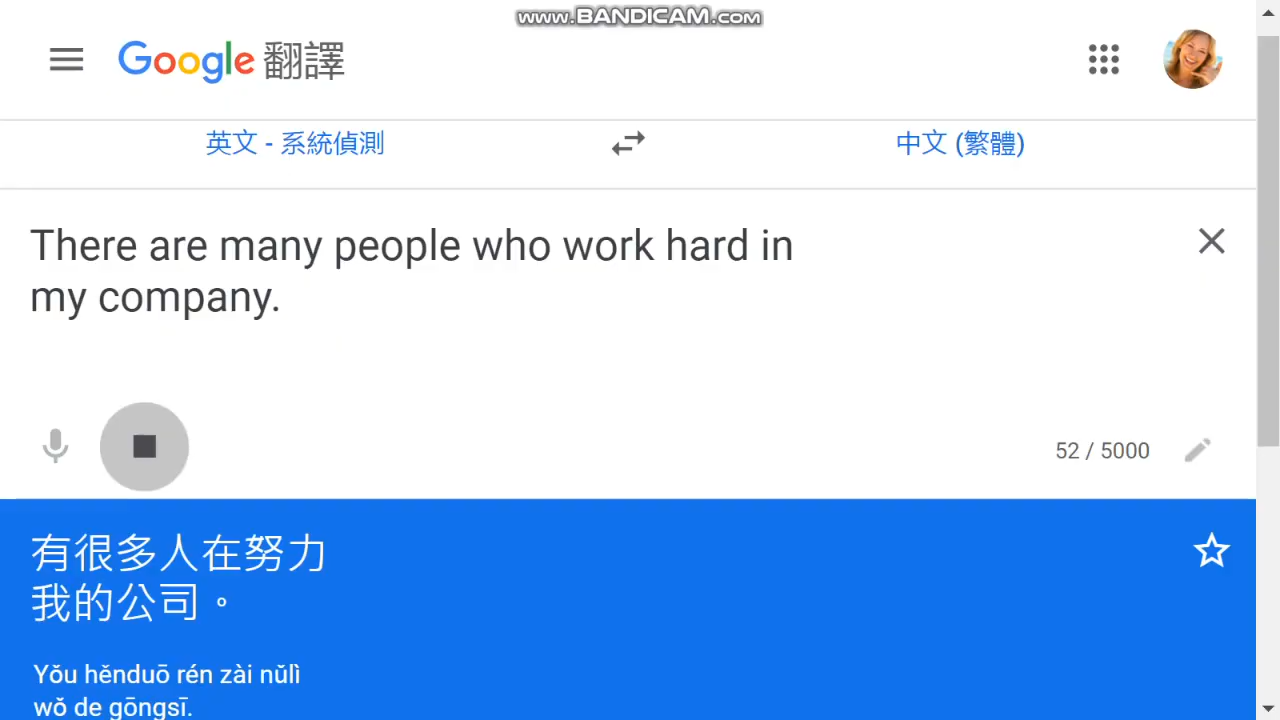 www.BANDICAM.com
Google 翻譯
英文 - 系統偵測
中文 (繁體)
There are many people who work hard in
my company.
52 / 5000
有很多人在努力
我的公司。
Yǒu hěnduō rén zài nǔlì
wǒ de gōngsī.